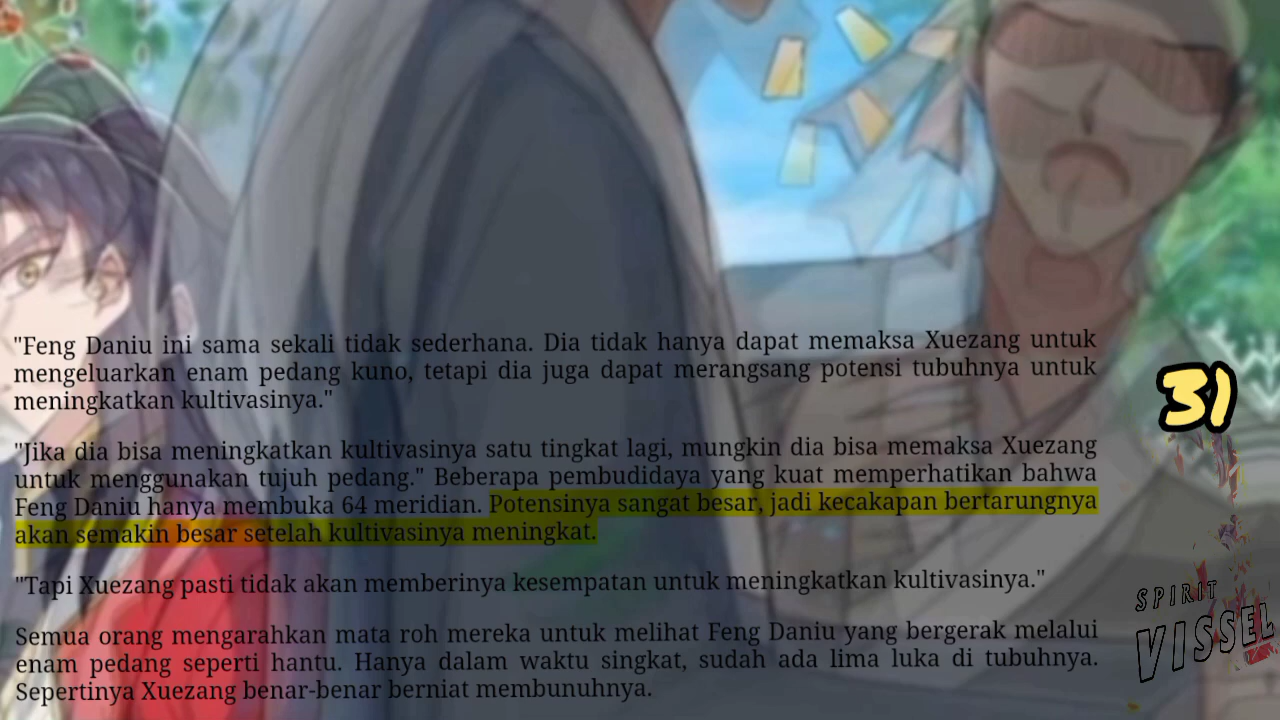 "Feng Daniu ini sama sekali tidak sederhana. Dia tidak hanya dapat memaksa Xuezang untuk
mengeluarkan enam pedang kuno, tetapi dia juga dapat merangsang potensi tubuhnya untuk
meningkatkan kultivasinya."
"Jika dia bisa meningkatkan kultivasinya satu tingkat lagi, mungkin dia bisa memaksa Xuezang
untuk menggunakan tujuh pedang." Beberapa pembudidaya yang kuat memperhatikan bahwa
Feng Daniu hanya membuka 64 meridian. Potensinya sangat besar, jadi kecakapan bertarungnya
akan semakin besar setelah kultivasinya meningkat.
"Tapi Xuezang pasti tidak akan memberinya kesempatan untuk meningkatkan kultivasinya."
Semua orang mengarahkan mata roh mereka untuk melihat Feng Daniu yang bergerak melalui
enam pedang seperti hantu. Hanya dalam waktu singkat, sudah ada lima luka di tubuhnya.
Sepertinya Xuezang benar-benar berniat membunuhnya.
31
SPIRIT
VISSEL